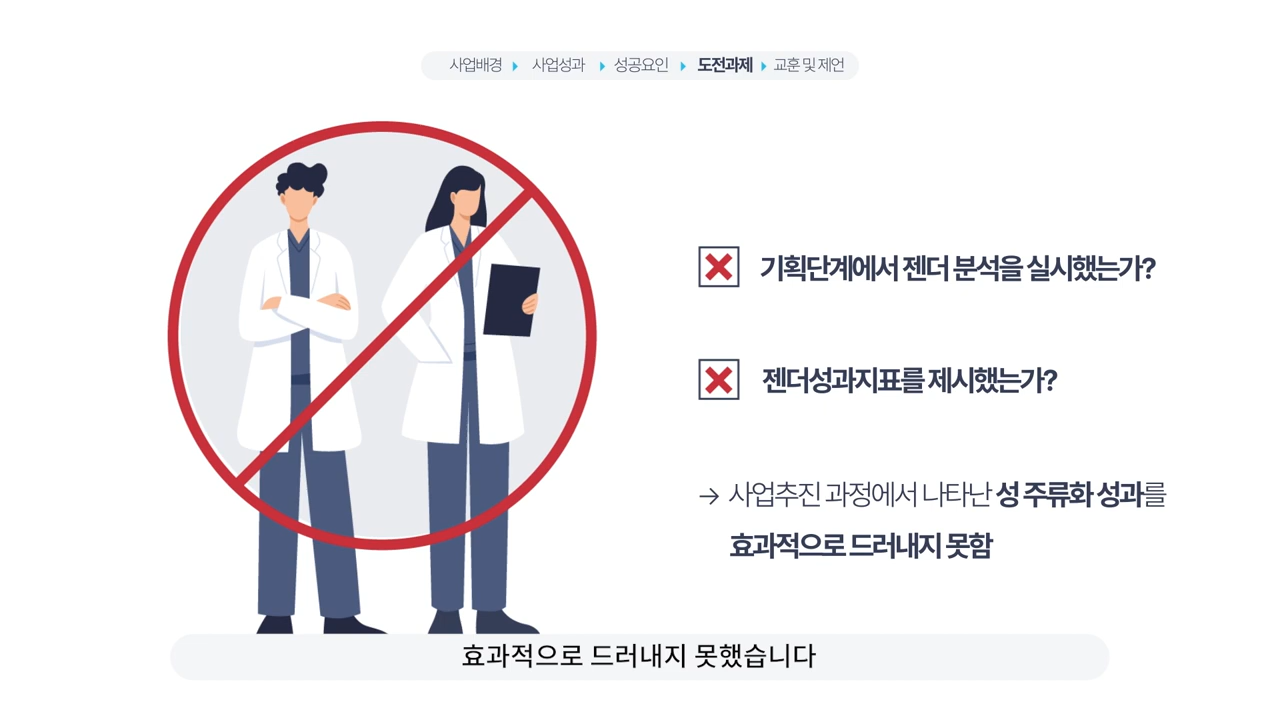 사업배경 ▶ 사업성과 ▶ 성공요인 ▶ 도전과제 ▶ 교훈 및 제언
기획단계에서 젠더 분석을 실시했는가?
젠더성과지표를 제시했는가?
→ 사업추진 과정에서 나타난 성 주류화 성과를
효과적으로 드러내지 못함
효과적으로 드러내지 못했습니다